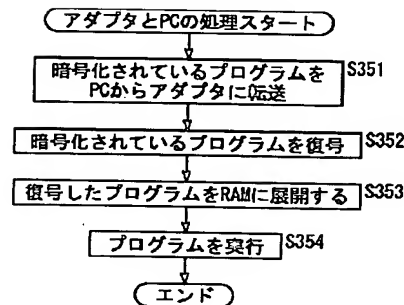 アダプタとPCの処理スタート
暗号化されているプログラムを
PCからアダプタに転送
S351
暗号化されているプログラムを復号
S352
復号したプログラムをRAMに展開する
S353
プログラムを実行
S354
エンド